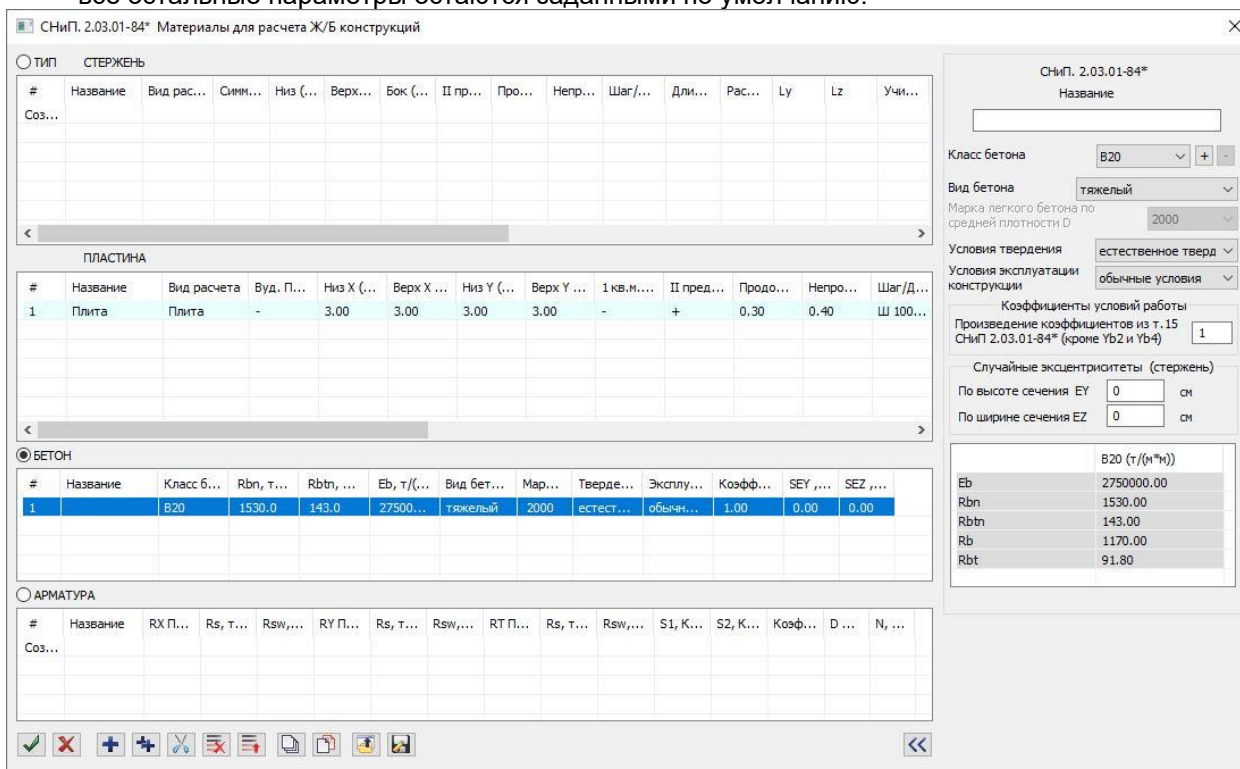 все остальные параметры остаются заданными по умолчанию.
СНиП. 2.03.01-84* Материалы для расчета Ж/Б конструкций
ТИП СТЕРЖЕНЬ
# Название Вид рас... Симм... Низ (... Верх... Бок (... II пр... Про... Непр... Шаг/... Дли... Рас... Ly Lz Учи...
Соз...
ПЛАСТИНА
# Название Вид расчета Вуд. П... Низ X (... Верх X ... Низ Y (... Верх Y ... 1 кв.м.... II пред... Продо... Непро... Шаг/Д...
1 Плита Плита - 3.00 3.00 3.00 3.00 - + 0.30 0.40 Ш 100...
БЕТОН
# Название Класс б... Rbn, т... Rbtn, ... Eb, т/(... Вид бет... Мар... Тверде... Эксплу... Коэфф... SEY ,... SEZ ,...
1 B20 1530.0 143.0 27500... тяжелый 2000 естест... обычн... 1.00 0.00 0.00
АРМАТУРА
# Название RX П... Rs, т... Rsw,... RY П... Rs, т... Rsw,... RT П... Rs, т... Rsw,... S1, К... S2, К... Коэф... D ... N, ...
Соз...
СНиП. 2.03.01-84*
Название
Класс бетона B20 + -
Вид бетона тяжелый
Марка легкого бетона по
средней плотности D 2000
Условия твердения естественное тверд
Условия эксплуатации
конструкции обычные условия
Коэффициенты условий работы
Произведение коэффициентов из т.15
СНиП 2.03.01-84* (кроме Yb2 и Yb4) 1
Случайные эксцентриситеты (стержень)
По высоте сечения EY 0 см
По ширине сечения EZ 0 см
B20 (т/(м*м))
Eb 2750000.00
Rbn 1530.00
Rbtn 143.00
Rb 1170.00
Rbt 91.80